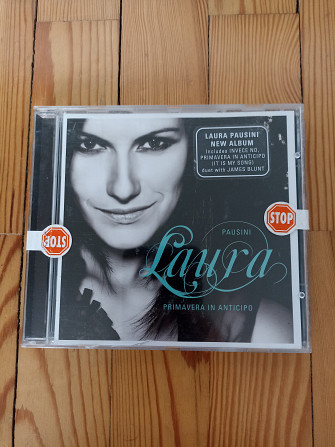 LAURA PAUSINI
NEW ALBUM
Includes INVECE NO,
PRIMAVERA IN ANTICIPO
(IT IS MY SONG)
duet with JAMES BLUNT
STOP
STOP
PAUSINI
Laura
PRIMAVERA IN ANTICIPO